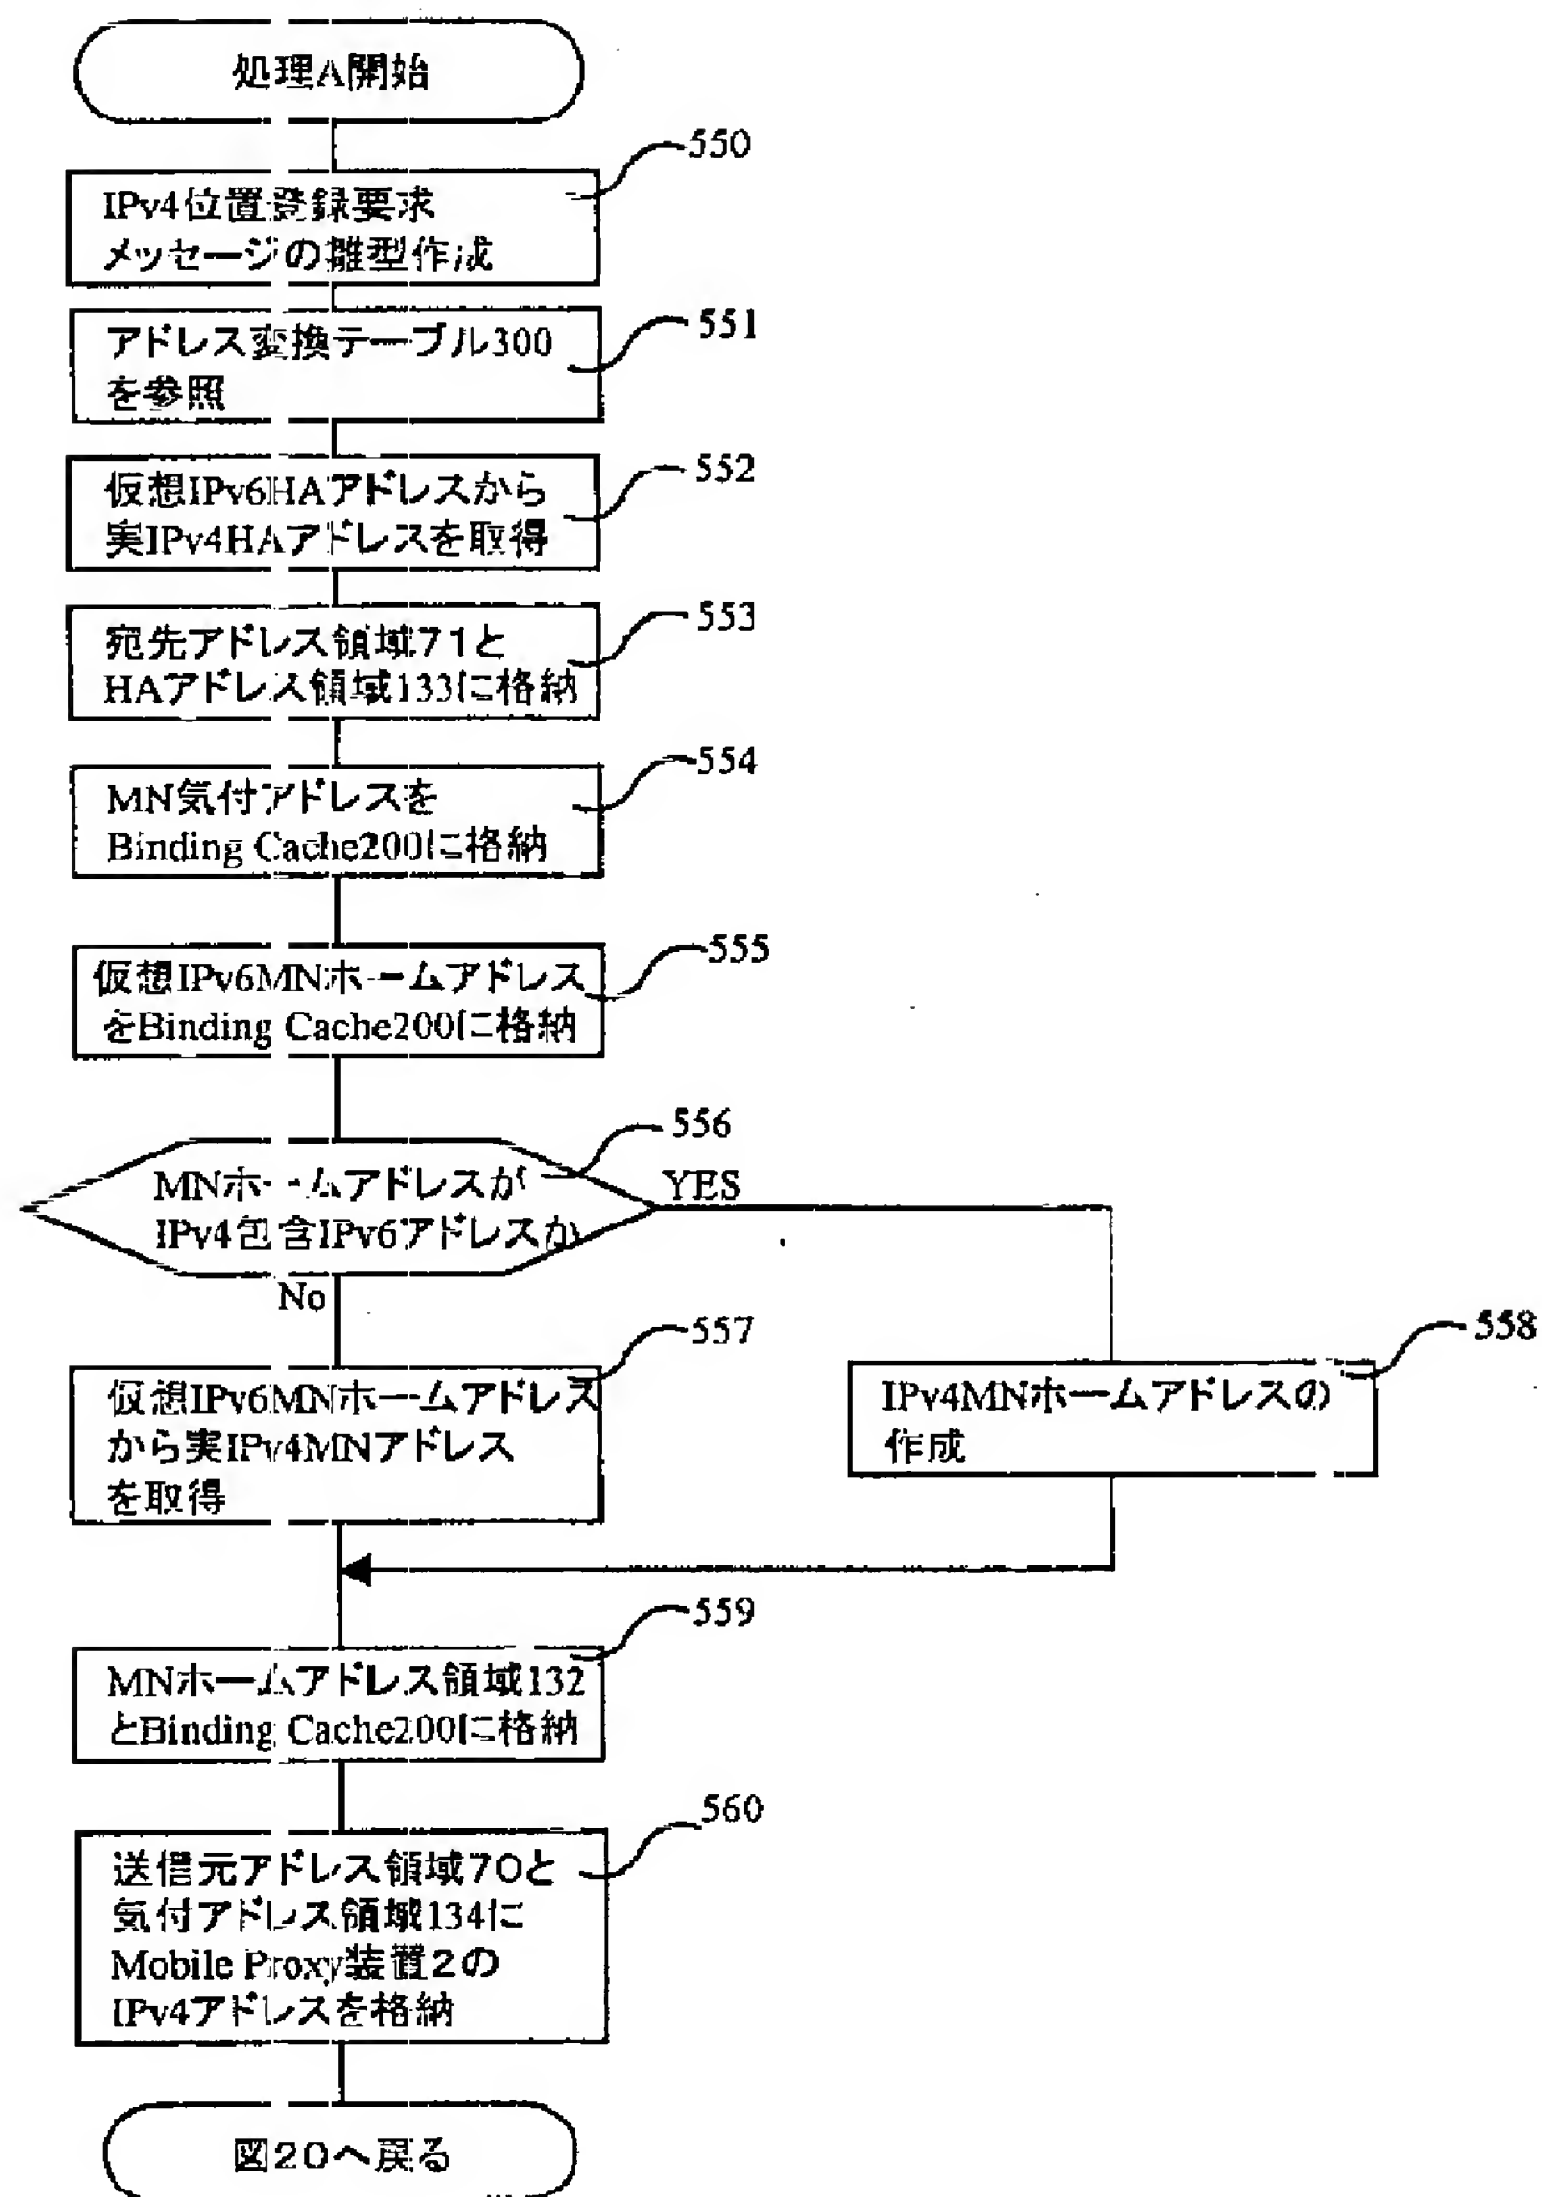 処理A開始
550
IPv4位置登録要求
メッセージの雛型作成
551
アドレス変換テーブル300
を参照
552
仮想IPv6HAアドレスから
実IPv4HAアドレスを取得
553
宛先アドレス領域71と
HAアドレス領域133に格納
554
MN気付アドレスを
Binding Cache200に格納
555
仮想IPv6MNホームアドレス
をBinding Cache200に格納
556
MNホームアドレスが
IPv4包含IPv6アドレスか
YES
No
557
仮想IPv6MNホームアドレス
から実IPv4MNアドレス
を取得
558
IPv4MNホームアドレスの
作成
559
MNホームアドレス領域132
とBinding Cache200に格納
560
送信元アドレス領域70と
気付アドレス領域134に
Mobile Proxy装置2の
IPv4アドレスを格納
図20へ戻る